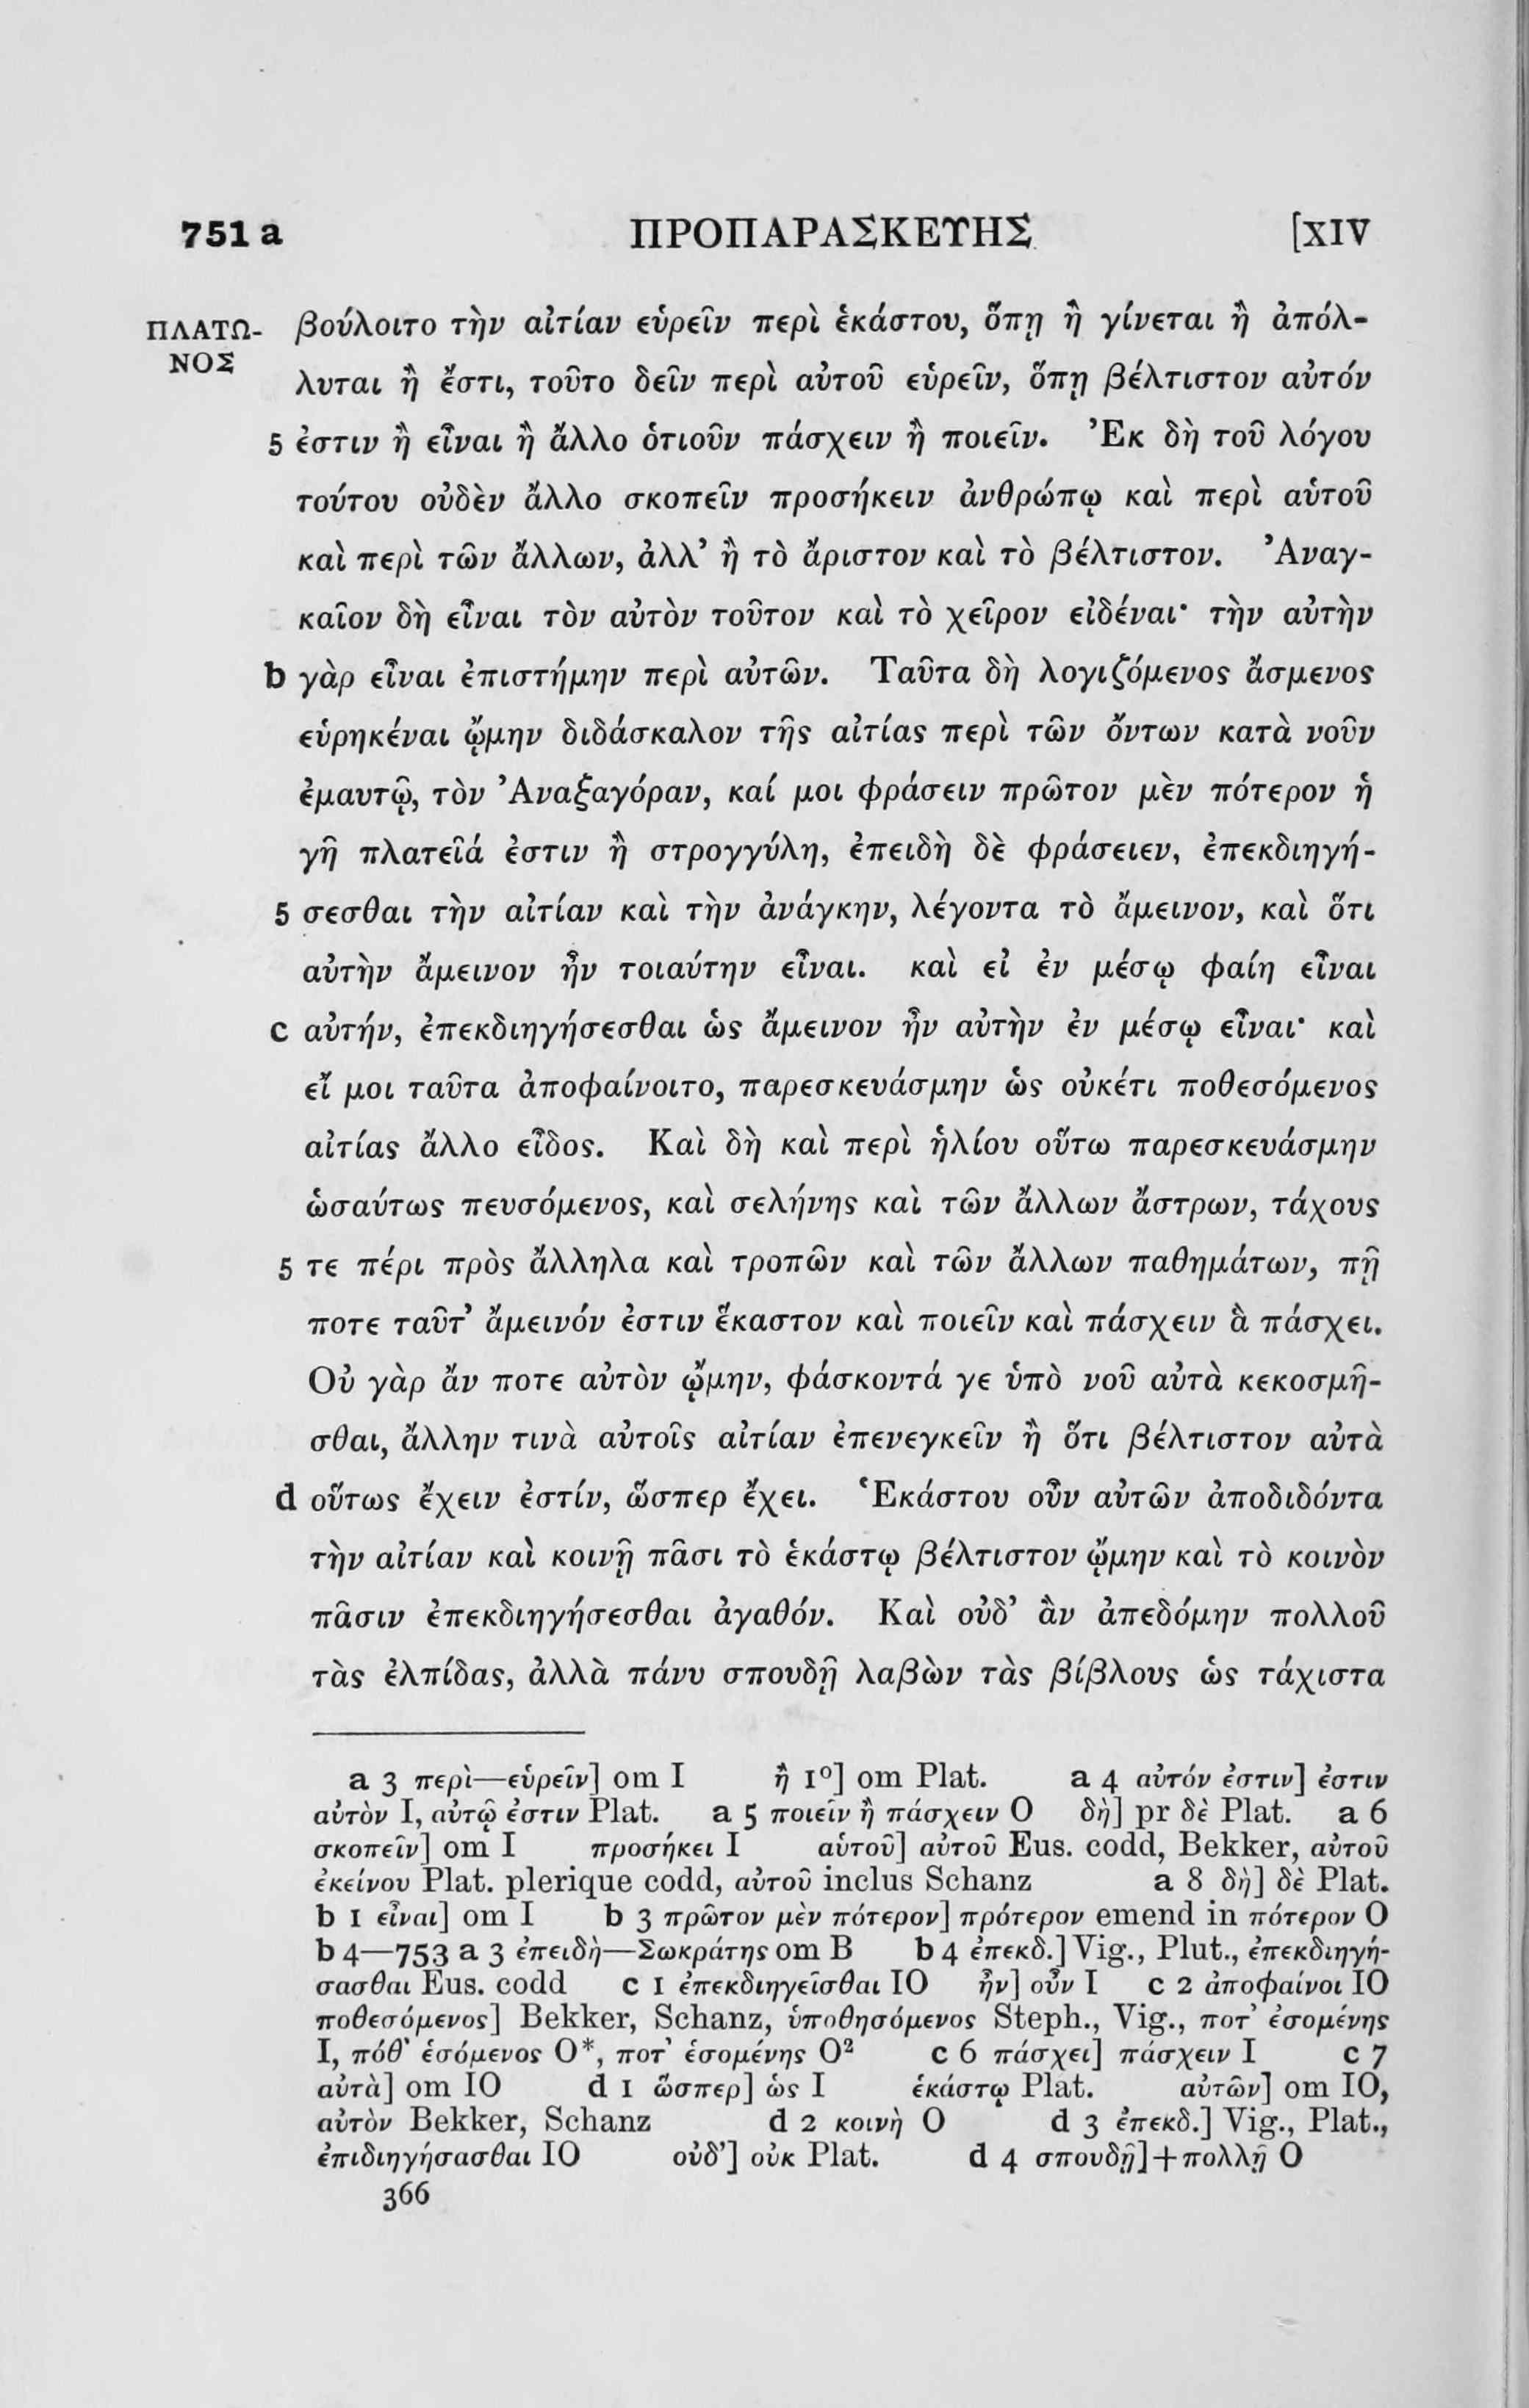 751 a ΠΡΟΠΑΡΑΣΚΕΥΗΣ [XIV
ΠΛΑΤΩ- βούλοιτο τὴν αἰτίαν εὑρεῖν περὶ ἑκάστου, ὅπῃ ἢ γίνεται ἢ ἀπόλ-
ΝΟΣ λυται ἢ ἔστι, τοῦτο δεῖν περὶ αὐτοῦ εὑρεῖν, ὅπῃ βέλτιστον αὐτόν
5 ἐστιν ἢ εἶναι ἢ ἄλλο ὁτιοῦν πάσχειν ἢ ποιεῖν. Ἐκ δὴ τοῦ λόγου
τούτου οὐδὲν ἄλλο σκοπεῖν προσήκειν ἀνθρώπῳ καὶ περὶ αὑτοῦ
καὶ περὶ τῶν ἄλλων, ἀλλ’ ἢ τὸ ἄριστον καὶ τὸ βέλτιστον. Ἀναγ-
καῖον δὴ εἶναι τὸν αὐτὸν τοῦτον καὶ τὸ χεῖρον εἰδέναι· τὴν αὐτὴν
b γὰρ εἶναι ἐπιστήμην περὶ αὐτῶν. Ταῦτα δὴ λογιζόμενος ἄσμενος
εὑρηκέναι ᾤμην διδάσκαλον τῆς αἰτίας περὶ τῶν ὄντων κατὰ νοῦν
ἐμαυτῷ, τὸν Ἀναξαγόραν, καί μοι φράσειν πρῶτον μὲν πότερον ἡ
γῆ πλατεῖά ἐστιν ἢ στρογγύλη, ἐπειδὴ δὲ φράσειεν, ἐπεκδιηγή-
5 σεσθαι τὴν αἰτίαν καὶ τὴν ἀνάγκην, λέγοντα τὸ ἄμεινον, καὶ ὅτι
αὐτὴν ἄμεινον ἦν τοιαύτην εἶναι. καὶ εἰ ἐν μέσῳ φαίη εἶναι
c αὐτήν, ἐπεκδιηγήσεσθαι ὡς ἄμεινον ἦν αὐτὴν ἐν μέσῳ εἶναι· καὶ
εἴ μοι ταῦτα ἀποφαίνοιτο, παρεσκευάσμην ὡς οὐκέτι ποθεσόμενος
αἰτίας ἄλλο εἶδος. Καὶ δὴ καὶ περὶ ἡλίου οὕτω παρεσκευάσμην
ὡσαύτως πευσόμενος, καὶ σελήνης καὶ τῶν ἄλλων ἄστρων, τάχους
5 τε πέρι πρὸς ἄλληλα καὶ τροπῶν καὶ τῶν ἄλλων παθημάτων, πῇ
ποτε ταῦτ’ ἄμεινόν ἐστιν ἕκαστον καὶ ποιεῖν καὶ πάσχειν ἃ πάσχει.
Οὐ γὰρ ἄν ποτε αὐτὸν ᾤμην, φάσκοντά γε ὑπὸ νοῦ αὐτὰ κεκοσμῆ-
σθαι, ἄλλην τινὰ αὐτοῖς αἰτίαν ἐπενεγκεῖν ἢ ὅτι βέλτιστον αὐτὰ
d οὕτως ἔχειν ἐστίν, ὥσπερ ἔχει. Ἑκάστου οὖν αὐτῶν ἀποδιδόντα
τὴν αἰτίαν καὶ κοινῇ πᾶσι τὸ ἑκάστῳ βέλτιστον ᾤμην καὶ τὸ κοινὸν
πᾶσιν ἐπεκδιηγήσεσθαι ἀγαθόν. Καὶ οὐδ’ ἂν ἀπεδόμην πολλοῦ
τὰς ἐλπίδας, ἀλλὰ πάνυ σπουδῇ λαβὼν τὰς βίβλους ὡς τάχιστα
a 3 περὶ—εὑρεῖν] om I ἢ 1º] om Plat. a 4 αὐτόν ἐστιν] ἐστιν
αὐτὸν I, αὐτῷ ἐστιν Plat. a 5 ποιεῖν ἢ πάσχειν O δὴ] pr δὲ Plat. a 6
σκοπεῖν] om I προσήκει I αὑτοῦ] αὐτοῦ Eus. codd, Bekker, αὐτοῦ
ἐκείνου Plat. plerique codd, αὐτοῦ inclus Schanz a 8 δὴ] δὲ Plat.
b 1 εἶναι] om I b 3 πρῶτον μὲν πότερον] πρότερον emend in πότερον O
b 4—753 a 3 ἐπειδὴ—Σωκράτης om B b 4 ἐπεκδ.] Vig., Plut., ἐπεκδιηγή-
σασθαι Eus. codd c 1 ἐπεκδιηγεῖσθαι IO ἦν] οὖν I c 2 ἀποφαίνοι IO
ποθεσόμενος] Bekker, Schanz, ὑποθησόμενος Steph., Vig., ποτ’ ἐσομένης
I, πόθ’ ἑσόμενος O*, ποτ’ ἑσομένης O² c 6 πάσχει] πάσχειν I c 7
αὐτὰ] om IO d 1 ὥσπερ] ὡς I ἑκάστῳ Plat. αὐτῶν] om IO,
αὐτὸν Bekker, Schanz d 2 κοινὴ O d 3 ἐπεκδ.] Vig., Plat.,
ἐπιδιηγήσασθαι IO οὐδ’] οὐκ Plat. d 4 σπουδῇ]+πολλῇ O
366